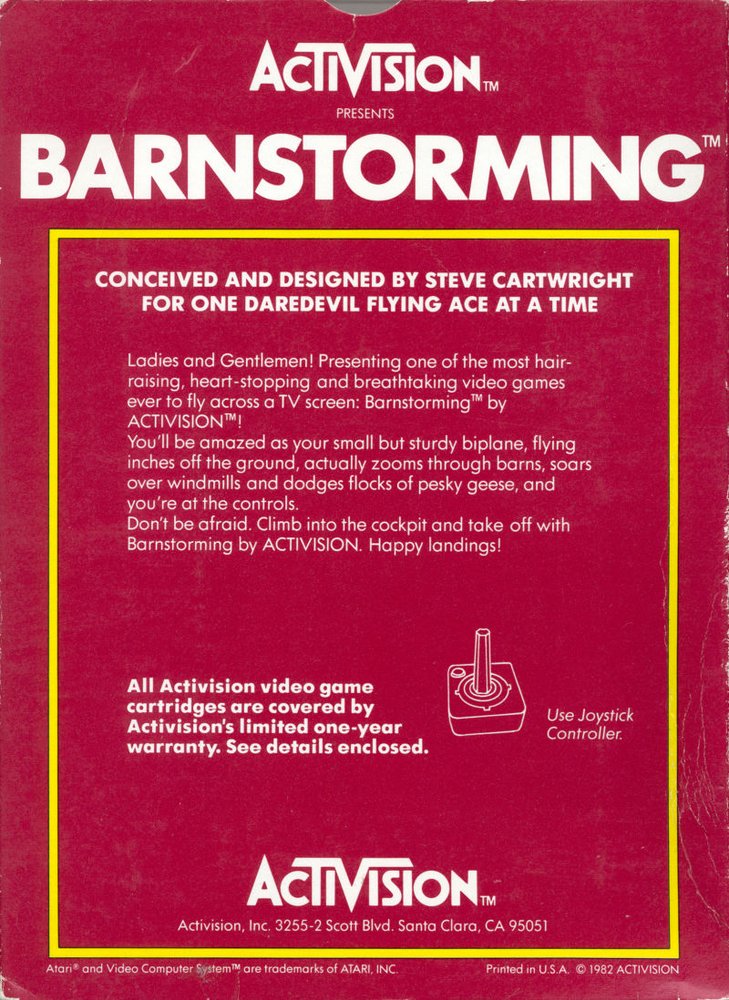 ACTIVISION™
PRESENTS
BARNSTORMING™
CONCEIVED AND DESIGNED BY STEVE CARTWRIGHT
FOR ONE DAREDEVIL FLYING ACE AT A TIME
Ladies and Gentlemen! Presenting one of the most hair-
raising, heart-stopping and breathtaking video games
ever to fly across a TV screen: Barnstorming™ by
ACTIVISION™!
You'll be amazed as your small but sturdy biplane, flying
inches off the ground, actually zooms through barns, soars
over windmills and dodges flocks of pesky geese, and
you're at the controls.
Don't be afraid. Climb into the cockpit and take off with
Barnstorming by ACTIVISION. Happy landings!
All Activision video game
cartridges are covered by
Activision's limited one-year
warranty. See details enclosed.
Use Joystick
Controller.
ACTIVISION™
Activision, Inc. 3255-2 Scott Blvd. Santa Clara, CA 95051
Atari® and Video Computer System™ are trademarks of ATARI, INC.
Printed in U.S.A. © 1982 ACTIVISION